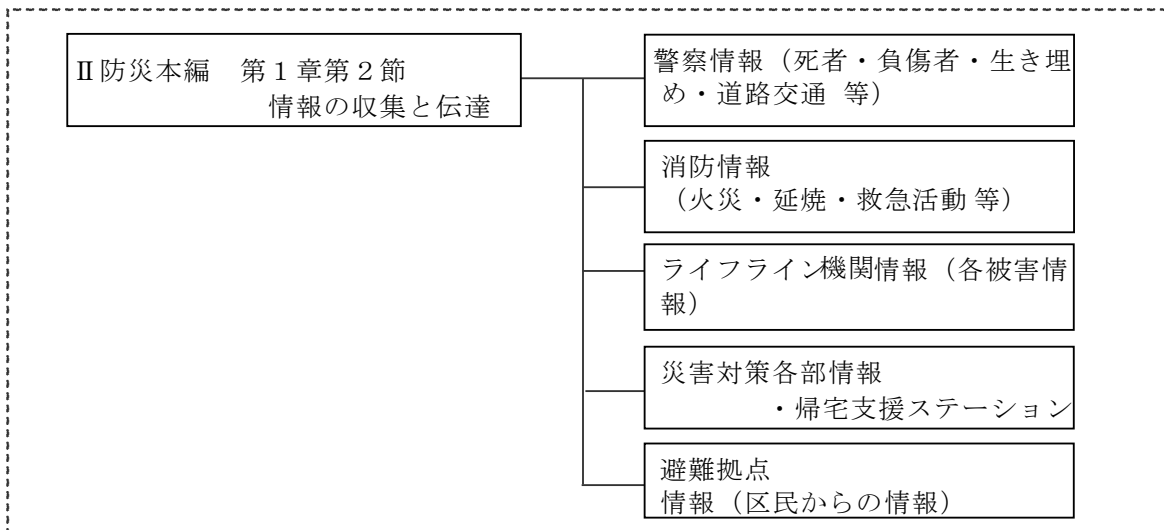 Ⅱ防災本編　第１章第２節
情報の収集と伝達
警察情報（死者・負傷者・生き埋
め・道路交通 等）
消防情報
（火災・延焼・救急活動 等）
ライフライン機関情報（各被害情
報）
災害対策各部情報
・帰宅支援ステーション
避難拠点
情報（区民からの情報）